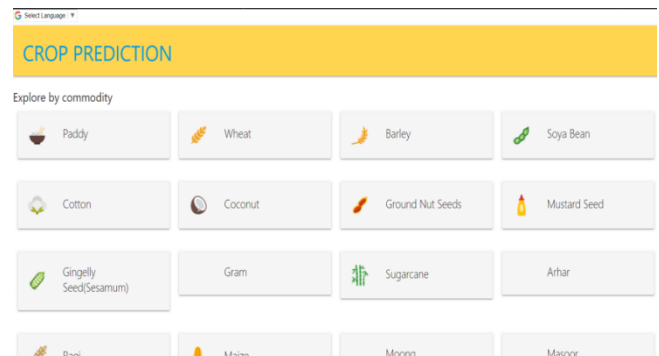 Select Language ▼
CROP PREDICTION
Explore by commodity
Paddy
Wheat
Barley
Soya Bean
Cotton
Coconut
Ground Nut Seeds
Mustard Seed
Gingelly
Seed(Sesamum)
Gram
Sugarcane
Arhar
Ragi
Maize
Moong
Masoor